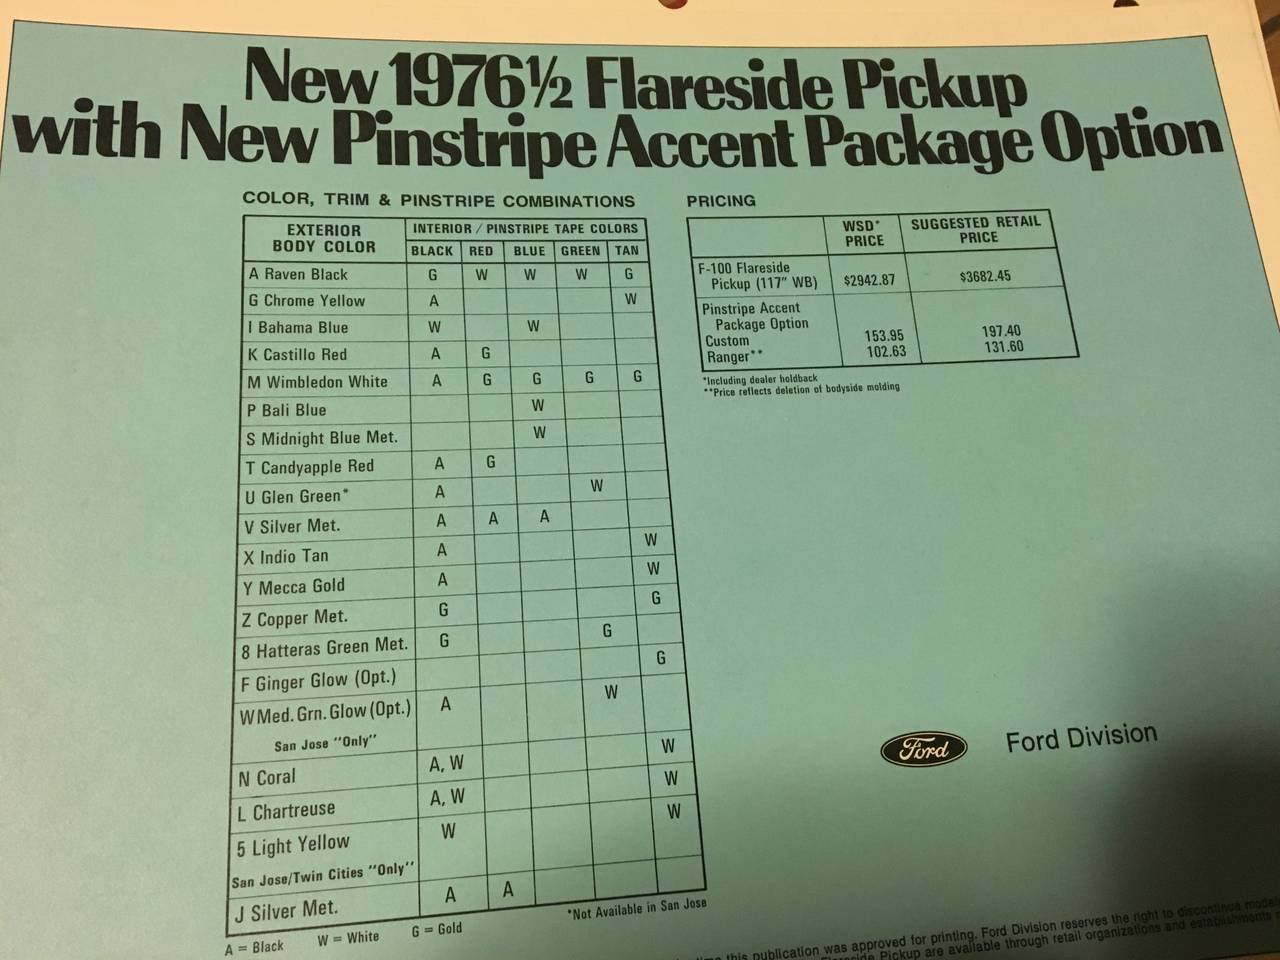 New 1976½ Flareside Pickup
with New Pinstripe Accent Package Option
COLOR, TRIM & PINSTRIPE COMBINATIONS
EXTERIOR BODY COLOR
INTERIOR / PINSTRIPE TAPE COLORS
BLACK RED BLUE GREEN TAN
A Raven Black G W W W G
G Chrome Yellow A W
I Bahama Blue W W
K Castillo Red A G
M Wimbledon White A G G G G
P Bali Blue W
S Midnight Blue Met. W
T Candyapple Red A G
U Glen Green* A W
V Silver Met. A A A
X Indio Tan A W
Y Mecca Gold A W
Z Copper Met. G G
8 Hatteras Green Met. G G
F Ginger Glow (Opt.) G
W Med. Grn. Glow (Opt.) A W
San Jose "Only"
N Coral A, W W
L Chartreuse A, W W
5 Light Yellow W W
San Jose/Twin Cities "Only"
J Silver Met. A A
A = Black W = White G = Gold
*Not Available in San Jose
PRICING
WSD* PRICE
SUGGESTED RETAIL PRICE
F-100 Flareside
Pickup (117" WB) $2942.87 $3682.45
Pinstripe Accent
Package Option
Custom 153.95 197.40
Ranger** 102.63 131.60
*Including dealer holdback
**Price reflects deletion of bodyside molding
Ford Ford Division
this publication was approved for printing. Ford Division reserves the right to discontinue
Pickup are available through retail organizations and establishments